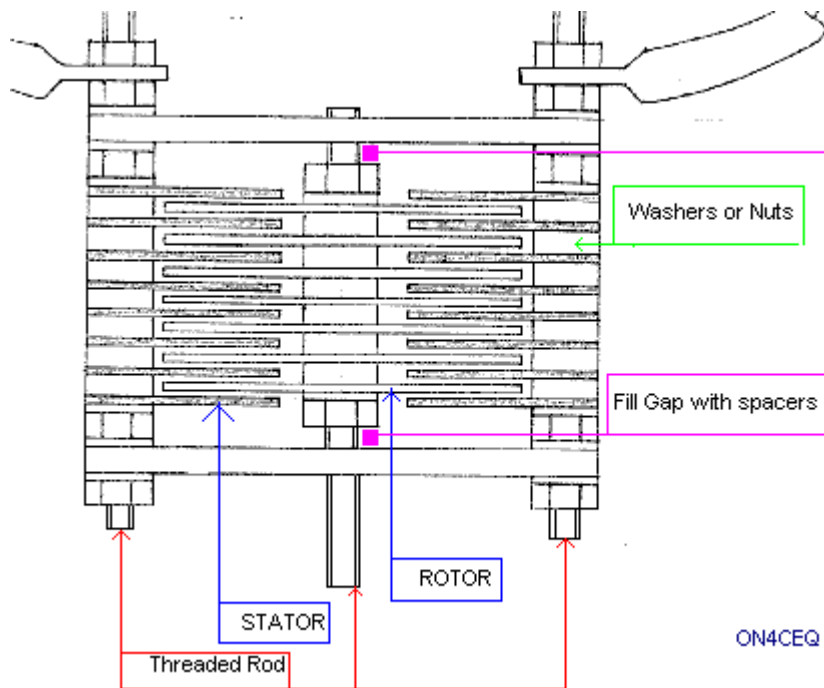 Washers or Nuts
Fill Gap with spacers
ROTOR
STATOR
ON4CEQ
Threaded Rod